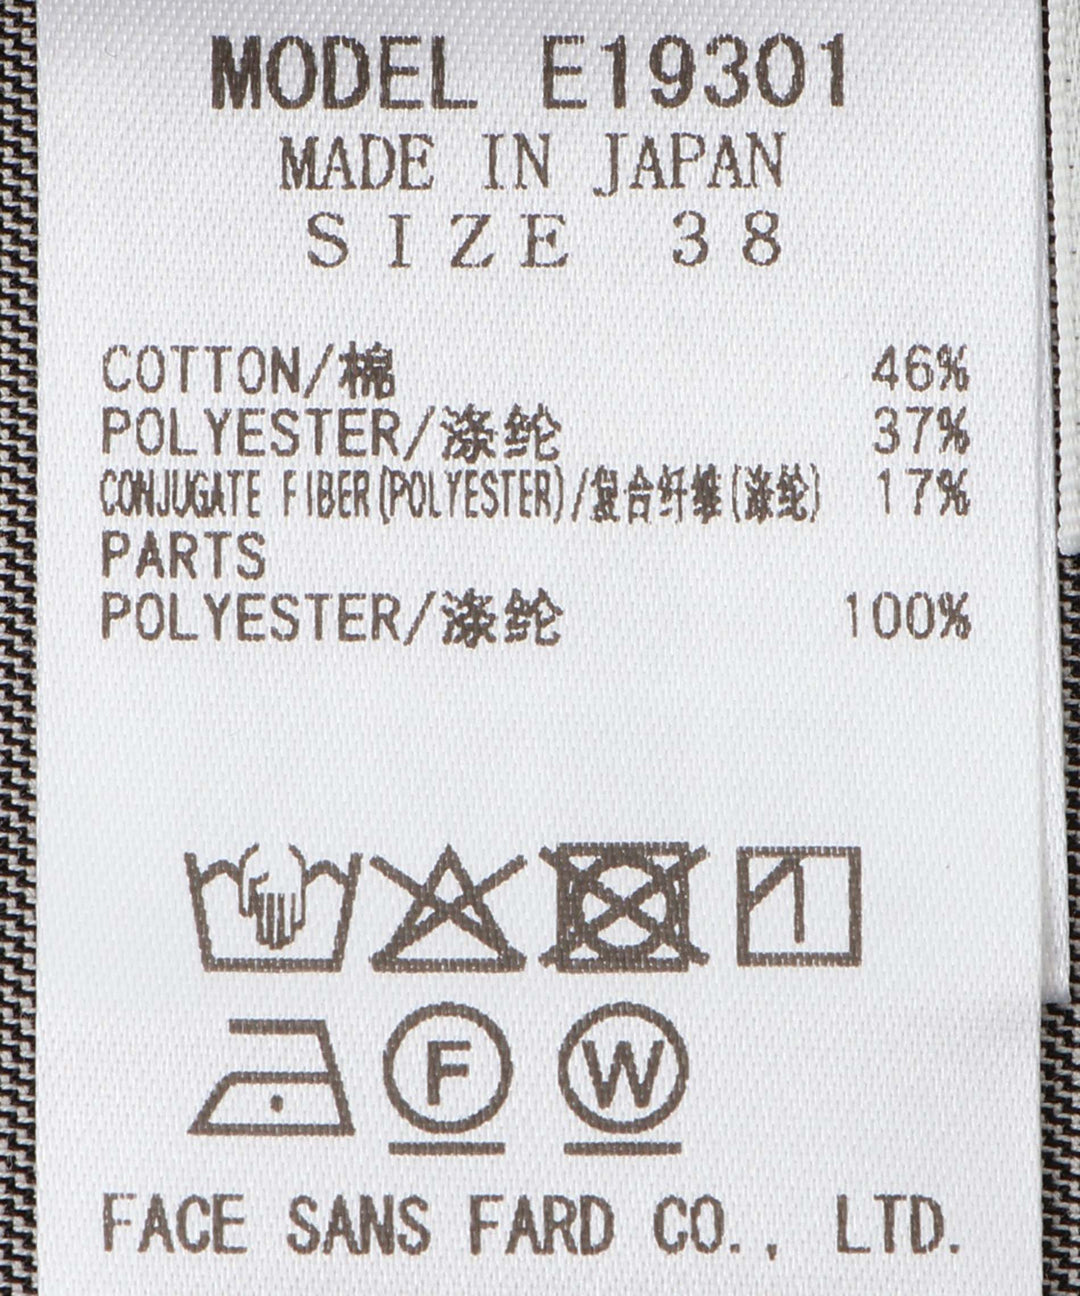 MODEL E19301
MADE IN JAPAN
SIZE 38
COTTON/棉 46%
POLYESTER/涤纶 37%
CONJUGATE FIBER(POLYESTER)/复合纤维(涤纶) 17%
PARTS
POLYESTER/涤纶 100%
F W
FACE SANS FARD CO., LTD.